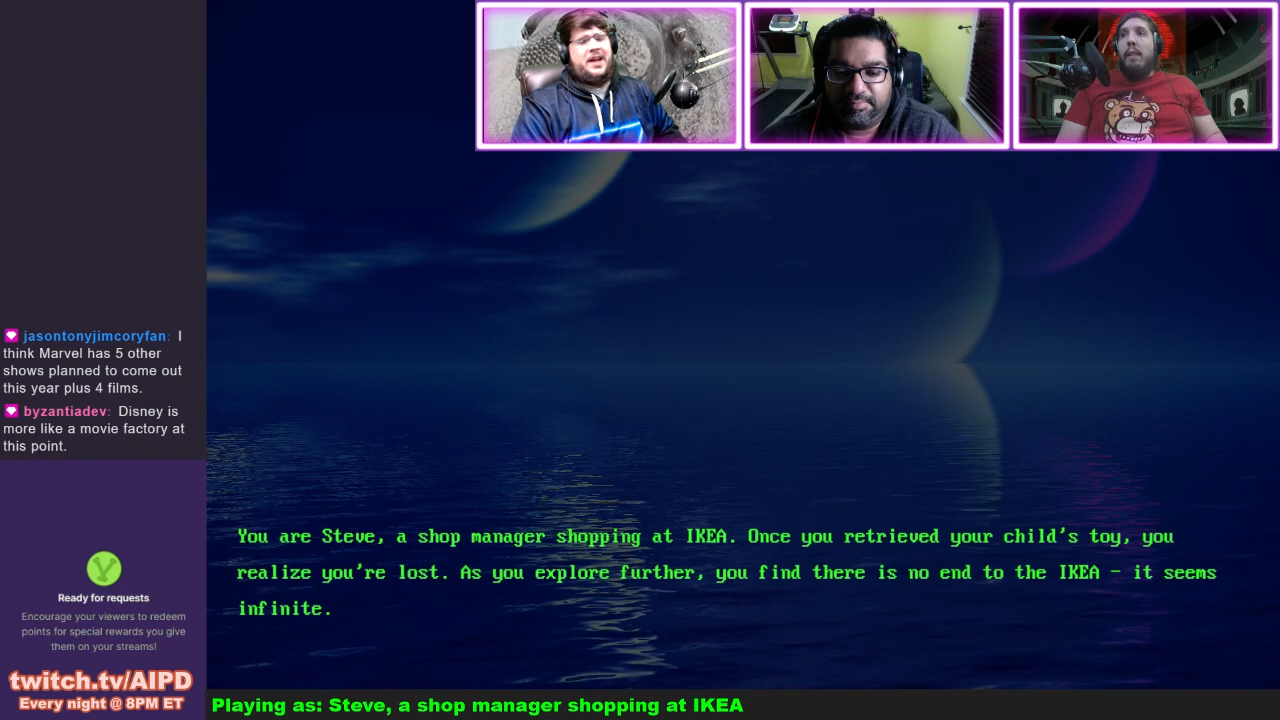 jasontonyjimcoryfan: I
think Marvel has 5 other
shows planned to come out
this year plus 4 films.
byzantiadev: Disney is
more like a movie factory at
this point.
Ready for requests
Encourage your viewers to redeem
points for special rewards you give
them on your streams!
twitch.tv/AIPD
Every night @ 8PM ET
You are Steve, a shop manager shopping at IKEA. Once you retrieved your child's toy, you
realize you're lost. As you explore further, you find there is no end to the IKEA - it seems
infinite.
Playing as: Steve, a shop manager shopping at IKEA